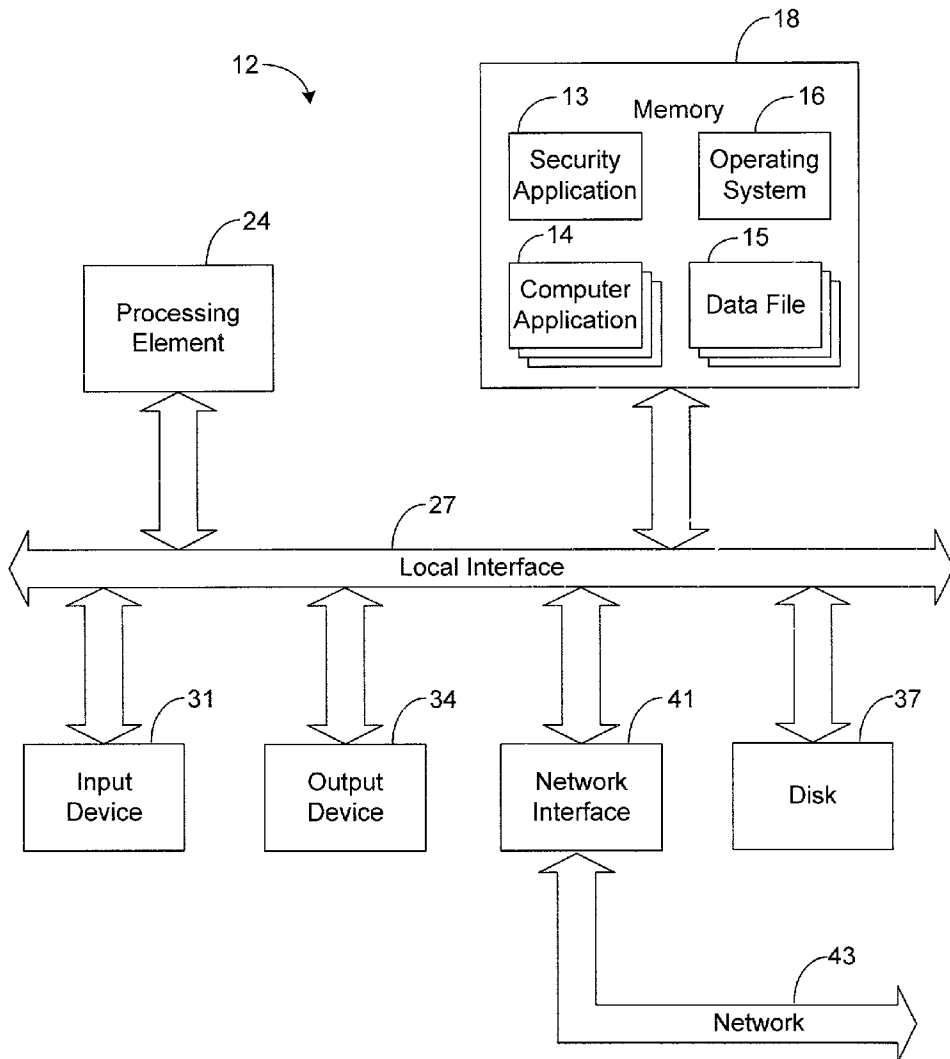 18
12
13
Memory
16
Security
Application
Operating
System
24
14
15
Processing
Element
Computer
Application
Data File
27
Local Interface
31
34
41
37
Input
Device
Output
Device
Network
Interface
Disk
43
Network